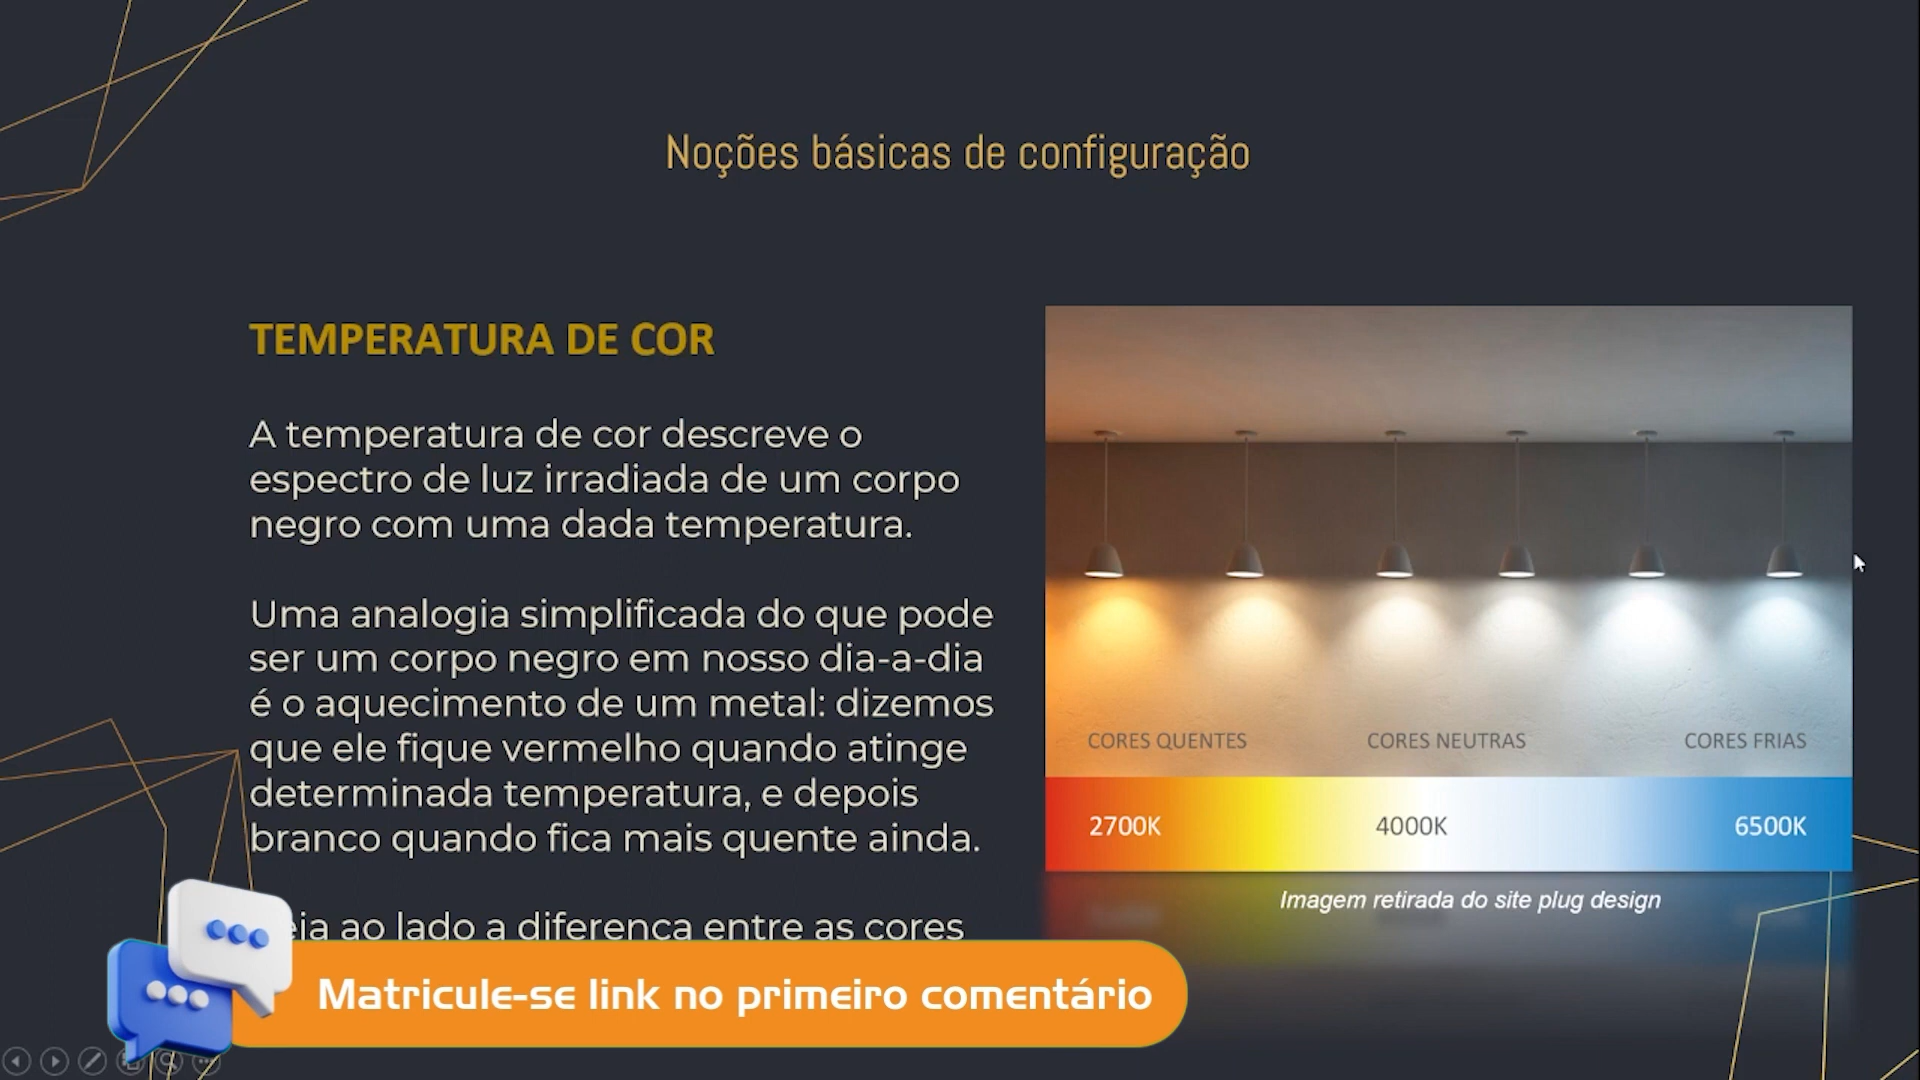 Noções básicas de configuração
TEMPERATURA DE COR
A temperatura de cor descreve o
espectro de luz irradiada de um corpo
negro com uma dada temperatura.
Uma analogia simplificada do que pode
ser um corpo negro em nosso dia-a-dia
é o aquecimento de um metal: dizemos
que ele fique vermelho quando atinge
determinada temperatura, e depois
branco quando fica mais quente ainda.
ao lado a diferença entre as cores
CORES QUENTES
CORES NEUTRAS
CORES FRIAS
2700K
4000K
6500K
Imagem retirada do site plug design
Matricule-se link no primeiro comentário